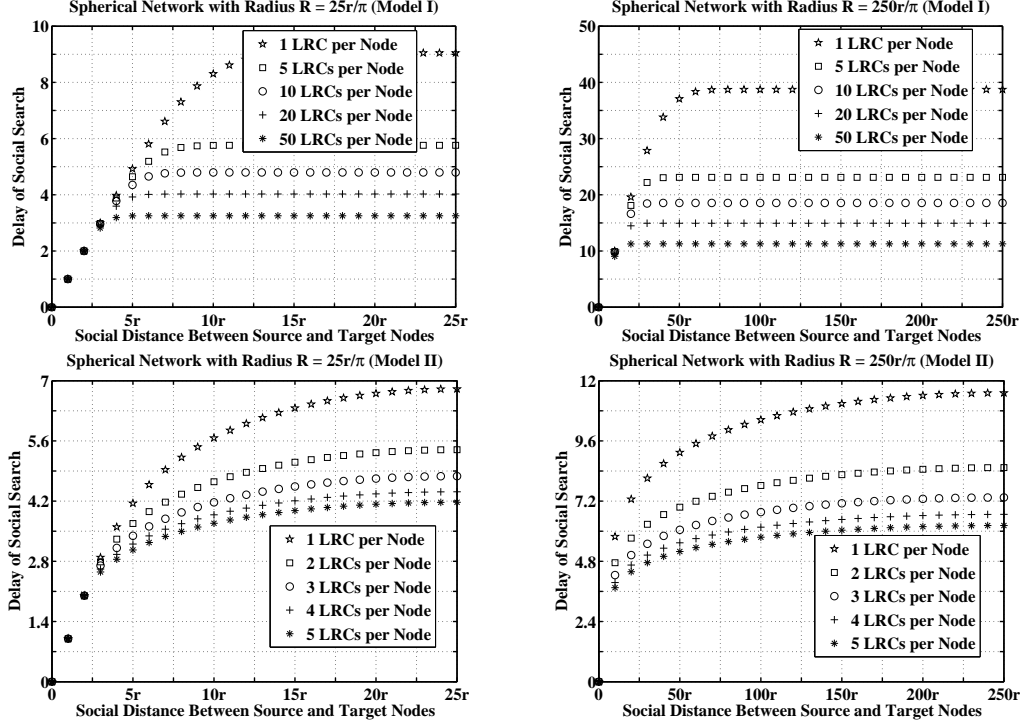 Spherical Network with Radius R = 25r/π (Model I)
10
8
6
4
2
0
Delay of Social Search
1 LRC per Node
5 LRCs per Node
10 LRCs per Node
20 LRCs per Node
50 LRCs per Node
0 5r 10r 15r 20r 25r
Social Distance Between Source and Target Nodes
Spherical Network with Radius R = 250r/π (Model I)
50
40
30
20
10
0
Delay of Social Search
1 LRC per Node
5 LRCs per Node
10 LRCs per Node
20 LRCs per Node
50 LRCs per Node
0 50r 100r 150r 200r 250r
Social Distance Between Source and Target Nodes
Spherical Network with Radius R = 25r/π (Model II)
7
5.6
4.2
2.8
1.4
0
Delay of Social Search
1 LRC per Node
2 LRCs per Node
3 LRCs per Node
4 LRCs per Node
5 LRCs per Node
0 5r 10r 15r 20r 25r
Social Distance Between Source and Target Nodes
Spherical Network with Radius R = 250r/π (Model II)
12
9.6
7.2
4.8
2.4
0
Delay of Social Search
1 LRC per Node
2 LRCs per Node
3 LRCs per Node
4 LRCs per Node
5 LRCs per Node
0 50r 100r 150r 200r 250r
Social Distance Between Source and Target Nodes